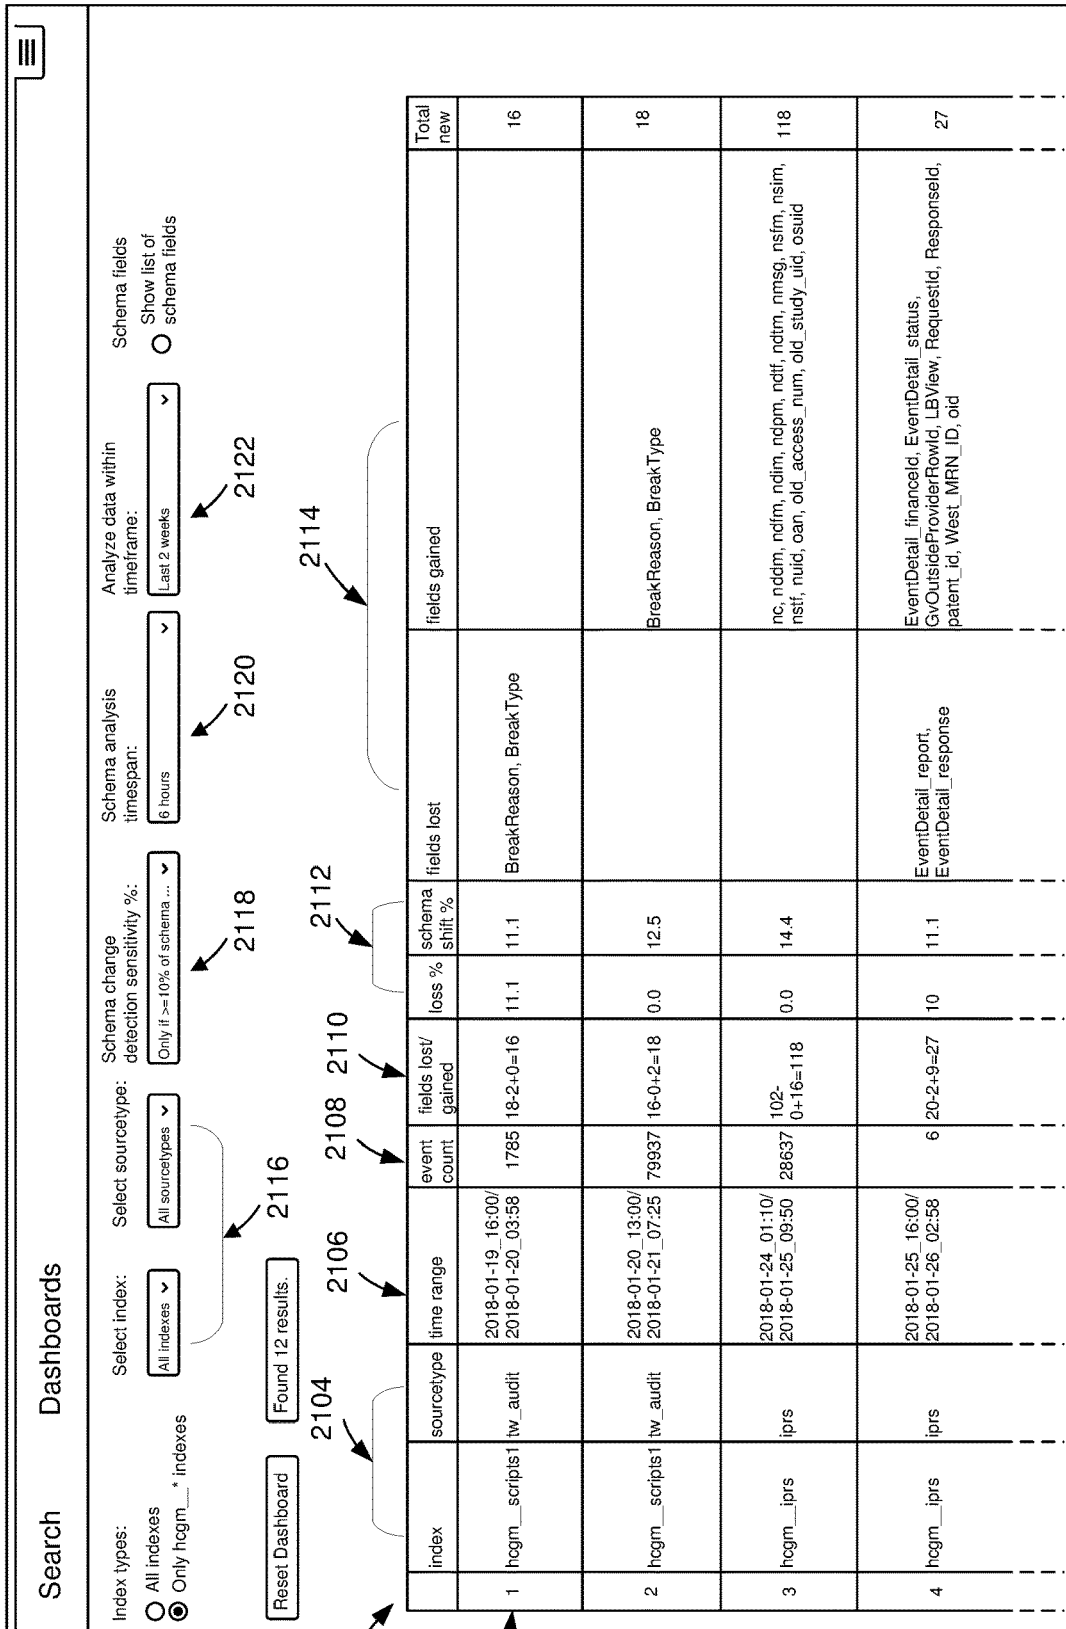 Search Dashboards
Index types:
All indexes
Only hcgm__* indexes
Select index:
All indexes
Select sourcetype:
All sourcetypes
2116
Schema change
detection sensitivity %:
Only if >=10% of schema ...
2118
Schema analysis
timespan:
6 hours
2120
Analyze data within
timeframe:
Last 2 weeks
2122
Schema fields
Show list of
schema fields
Reset Dashboard
Found 12 results.
2104
2106
2108
2110
2112
2114
index sourcetype time range event count fields lost/ gained loss % schema shift % fields lost fields gained Total new
1 hcgm__scripts1 tw_audit 2018-01-19_16:00/ 1785 18-2+0=16 11.1 11.1 BreakReason, BreakType 16
2018-01-20_03:58
2 hcgm__scripts1 tw_audit 2018-01-20_13:00/ 79937 16-0+2=18 0.0 12.5 BreakReason, BreakType 18
2018-01-21_07:25
3 hcgm__iprs iprs 2018-01-24_01:10/ 28637 102- 0.0 14.4 nc, nddm, ndfm, ndim, ndpm, ndtf, ndtm, nmsg, nsfm, nsim, 118
2018-01-25_09:50 0+16=118 nstf, nuid, oan, old_access_num, old_study_uid, osuid
4 hcgm__iprs iprs 2018-01-25_16:00/ 6 20-2+9=27 10 11.1 EventDetail_report, EventDetail_financeId, EventDetail_status, 27
2018-01-26_02:58 EventDetail_response GvOutsideProviderRowId, LBView, RequestId, ResponseId,
patent_id, West_MRN_ID, oid